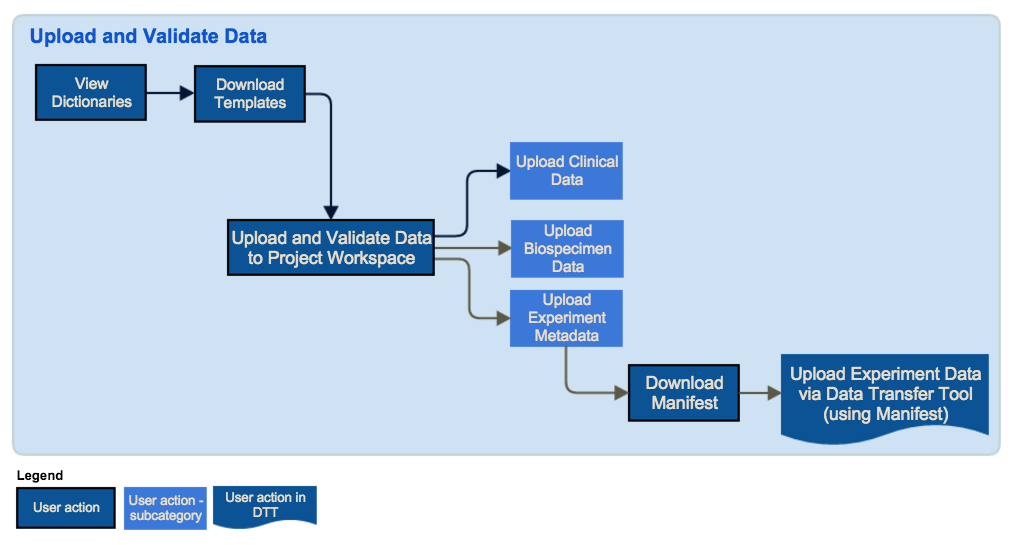 Upload and Validate Data
View
Dictionaries
Download
Templates
Upload Clinical
Data
Upload and Validate Data
to Project Workspace
Upload
Biospecimen
Data
Upload
Experiment
Metadata
Download
Manifest
Upload Experiment Data
via Data Transfer Tool
(using Manifest)
Legend
User action
User action -
subcategory
User action in
DTT